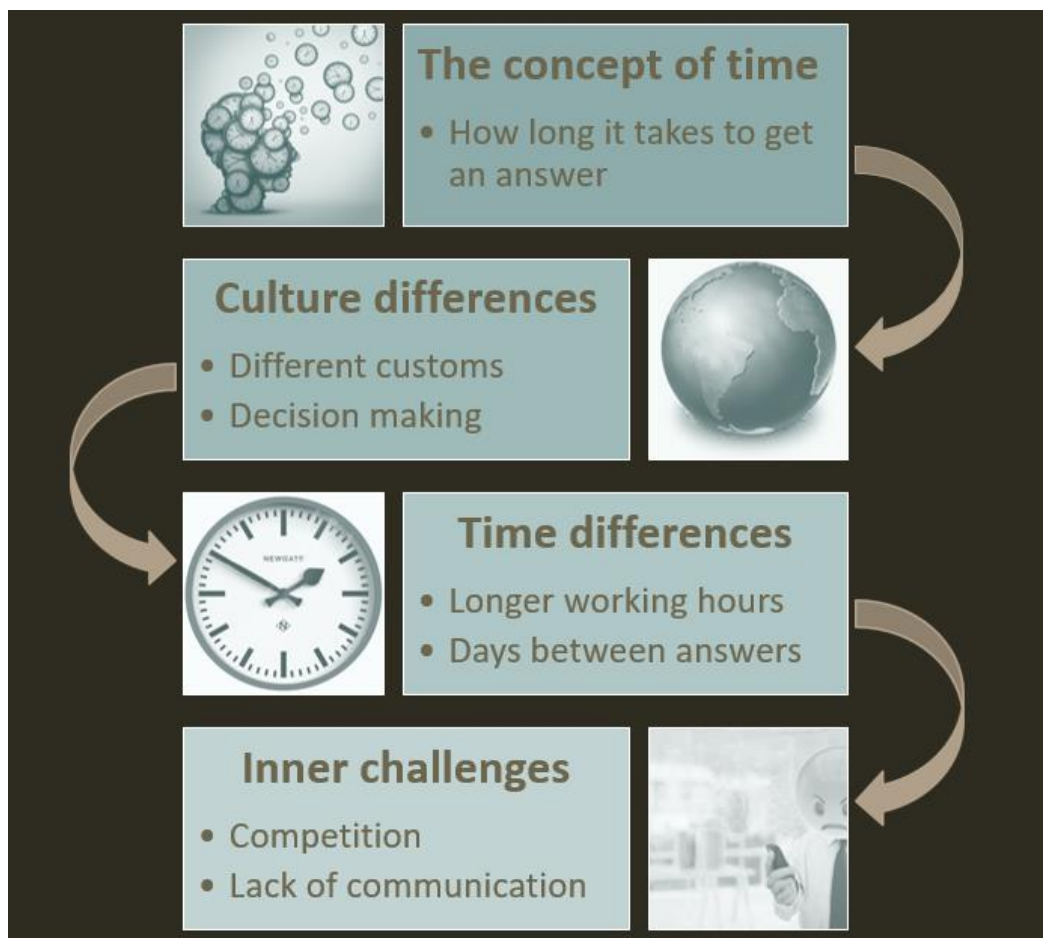 The concept of time
• How long it takes to get
an answer
Culture differences
• Different customs
• Decision making
NEWGATE
Time differences
• Longer working hours
• Days between answers
Inner challenges
• Competition
• Lack of communication